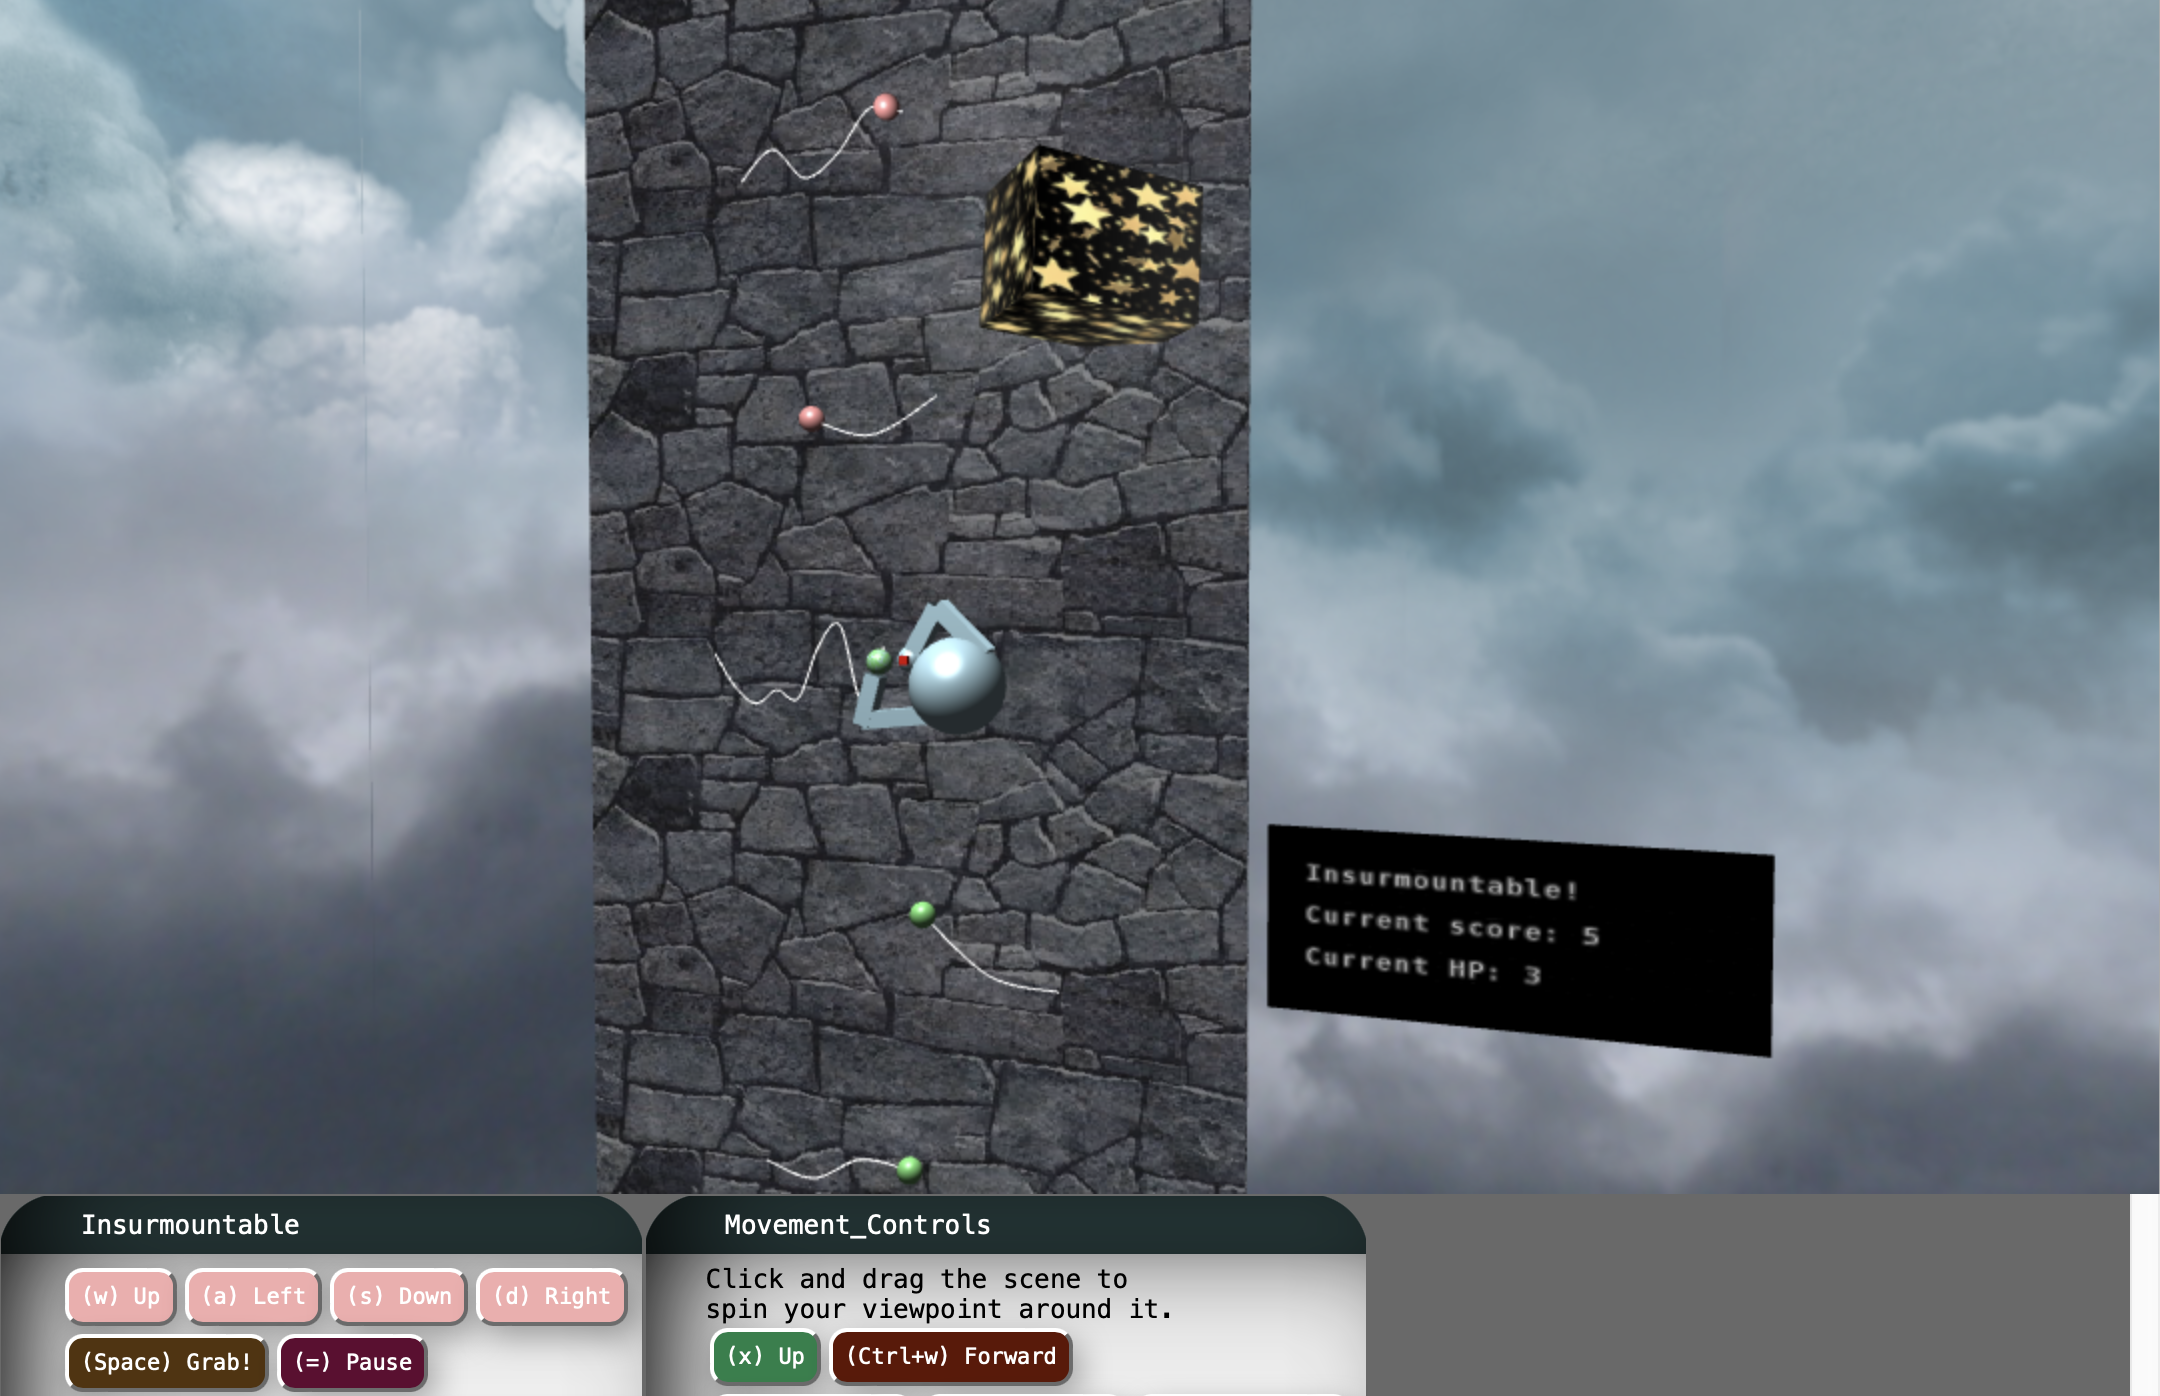 Insurmountable!
Current score: 5
Current HP: 3
Insurmountable
(w) Up
(a) Left
(s) Down
(d) Right
(Space) Grab!
(=) Pause
Movement_Controls
Click and drag the scene to
spin your viewpoint around it.
(x) Up
(Ctrl+w) Forward